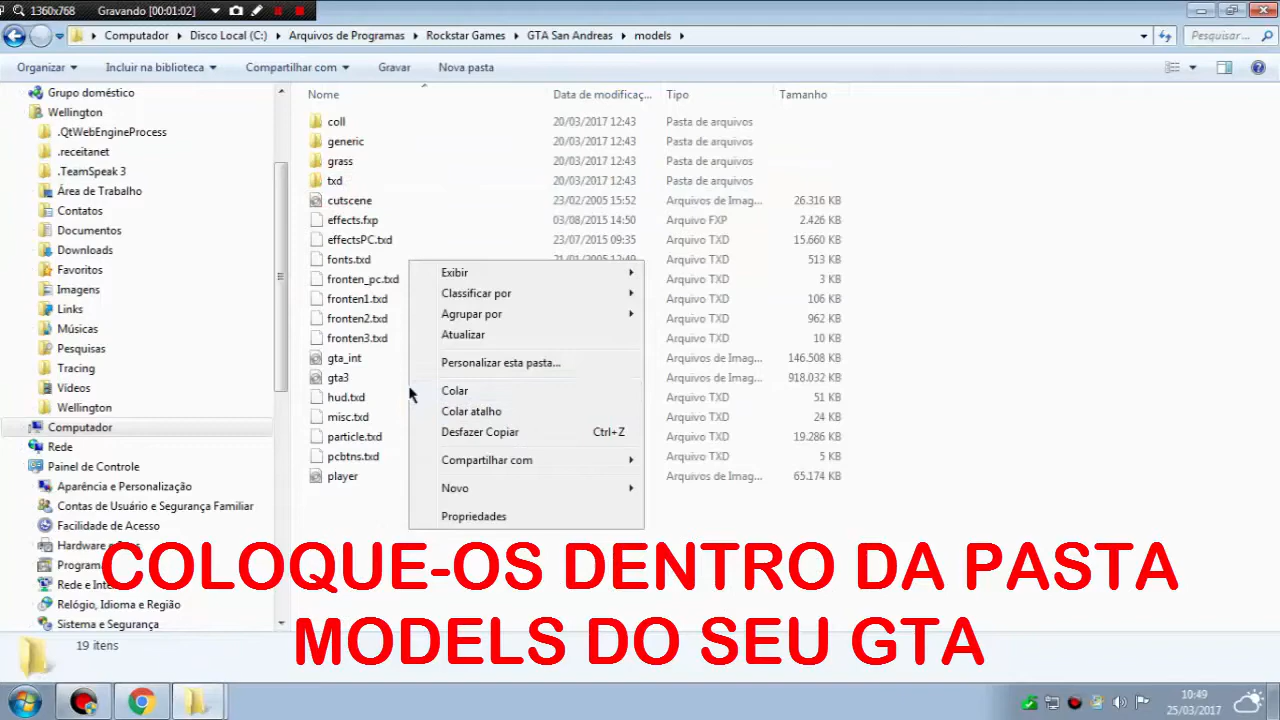 1360x768 Gravando [00:01:02]
Computador Disco Local (C:) Arquivos de Programas Rockstar Games GTA San Andreas models Pesquisar...
Organizar Incluir na biblioteca Compartilhar com Gravar Nova pasta
Grupo doméstico
Wellington
.QtWebEngineProcess
.receitanet
.TeamSpeak 3
Área de Trabalho
Contatos
Documentos
Downloads
Favoritos
Imagens
Links
Músicas
Pesquisas
Tracing
Vídeos
Wellington
Computador
Rede
Painel de Controle
Aparência e Personalização
Contas de Usuário e Segurança Familiar
Facilidade de Acesso
Hardware e
Programa
Rede e Inte
Relógio, Idioma e Região
Sistema e Segurança
Nome Data de modificaç... Tipo Tamanho
coll 20/03/2017 12:43 Pasta de arquivos
generic 20/03/2017 12:43 Pasta de arquivos
grass 20/03/2017 12:43 Pasta de arquivos
txd 20/03/2017 12:43 Pasta de arquivos
cutscene 23/02/2005 15:52 Arquivos de Imag... 26.316 KB
effects.fxp 03/08/2015 14:50 Arquivo FXP 2.426 KB
effectsPC.txd 23/07/2015 09:35 Arquivo TXD 15.660 KB
fonts.txd 21/01/2005 12:49 Arquivo TXD 513 KB
fronten_pc.txd Arquivo TXD 3 KB
fronten1.txd Arquivo TXD 106 KB
fronten2.txd Arquivo TXD 962 KB
fronten3.txd Arquivo TXD 10 KB
gta_int Arquivos de Imag... 146.508 KB
gta3 Arquivos de Imag... 918.032 KB
hud.txd Arquivo TXD 51 KB
misc.txd Arquivo TXD 24 KB
particle.txd Arquivo TXD 19.286 KB
pcbtns.txd Arquivo TXD 5 KB
player Arquivos de Imag... 65.174 KB
Exibir
Classificar por
Agrupar por
Atualizar
Personalizar esta pasta...
Colar
Colar atalho
Desfazer Copiar Ctrl+Z
Compartilhar com
Novo
Propriedades
COLOQUE-OS DENTRO DA PASTA
MODELS DO SEU GTA
19 itens
10:49
25/03/2017